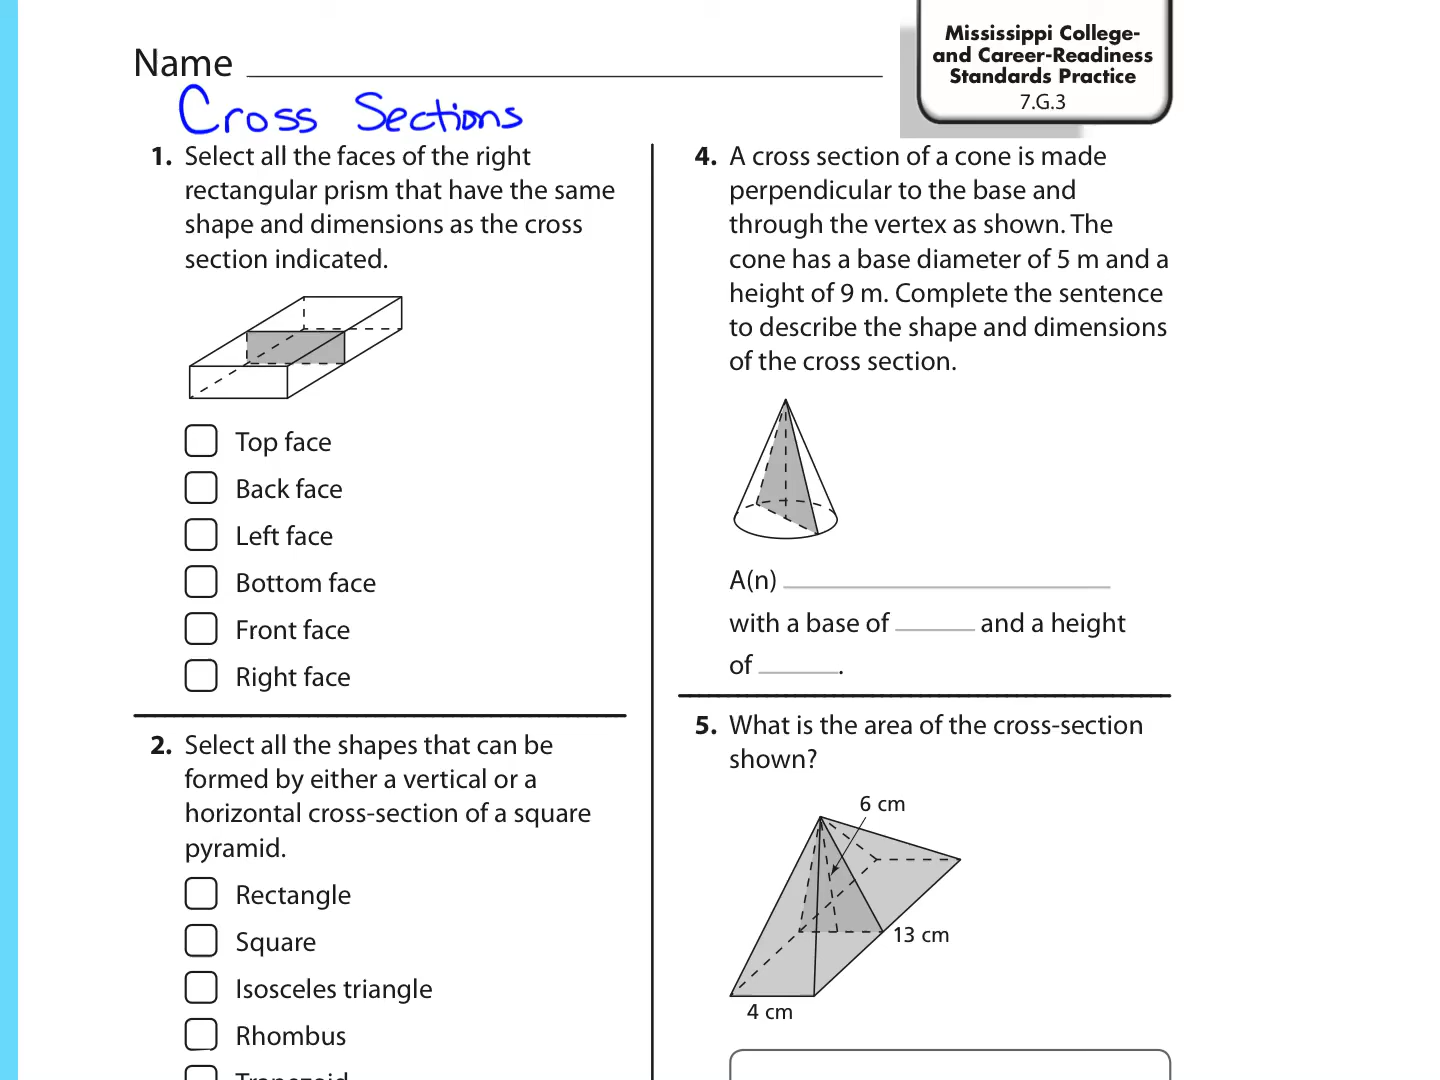 Mississippi College-
and Career-Readiness
Standards Practice
7.G.3
Name
Cross Sections
1. Select all the faces of the right
rectangular prism that have the same
shape and dimensions as the cross
section indicated.
Top face
Back face
Left face
Bottom face
Front face
Right face
2. Select all the shapes that can be
formed by either a vertical or a
horizontal cross-section of a square
pyramid.
Rectangle
Square
Isosceles triangle
Rhombus
4. A cross section of a cone is made
perpendicular to the base and
through the vertex as shown. The
cone has a base diameter of 5 m and a
height of 9 m. Complete the sentence
to describe the shape and dimensions
of the cross section.
A(n)
with a base of and a height
of .
5. What is the area of the cross-section
shown?
6 cm
13 cm
4 cm